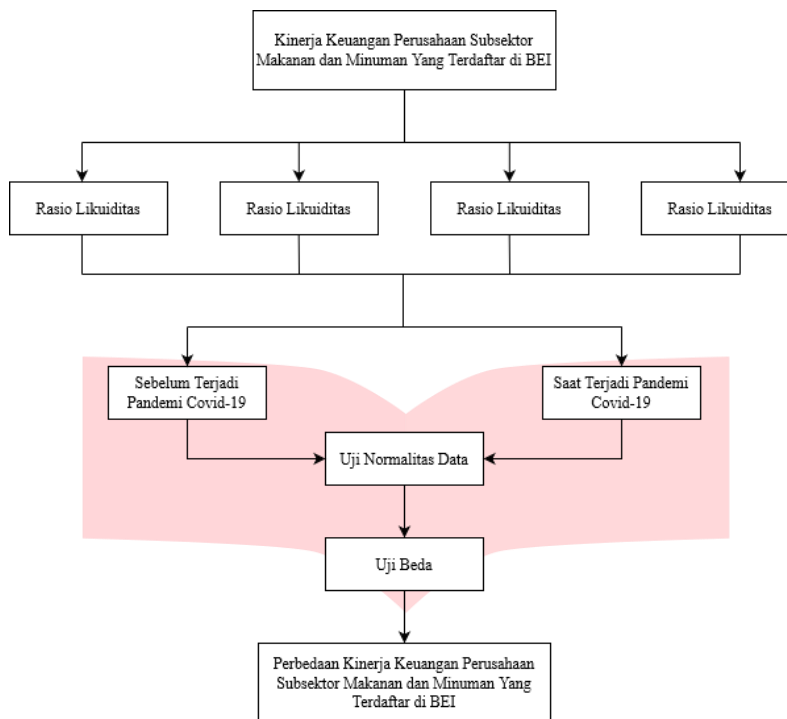 Kinerja Keuangan Perusahaan Subsektor
Makanan dan Minuman Yang Terdaftar di BEI
Rasio Likuiditas
Rasio Likuiditas
Rasio Likuiditas
Rasio Likuiditas
Sebelum Terjadi
Pandemi Covid-19
Saat Terjadi Pandemi
Covid-19
Uji Normalitas Data
Uji Beda
Perbedaan Kinerja Keuangan Perusahaan
Subsektor Makanan dan Minuman Yang
Terdaftar di BEI